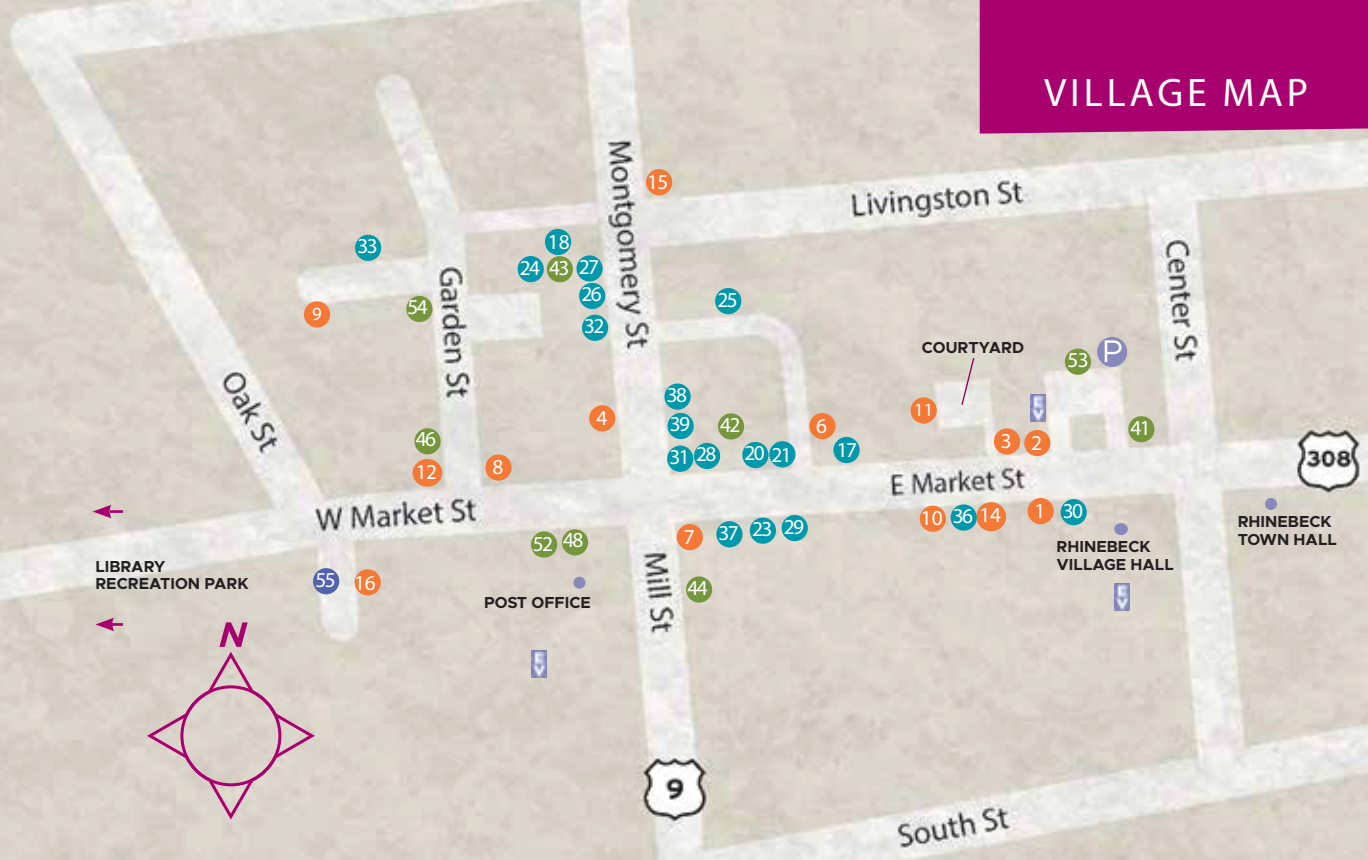 VILLAGE MAP
Montgomery St
15
Livingston St
33
18
24
43
27
26
32
25
9
54
Garden St
Center St
COURTYARD
53
P
Oak St
38
39
42
31
28
20
21
4
6
17
11
EV
3
2
41
46
12
8
E Market St
308
W Market St
10
36
14
1
30
RHINEBECK
TOWN HALL
RHINEBECK
VILLAGE HALL
EV
7
37
23
29
52
48
LIBRARY
RECREATION PARK
55
16
POST OFFICE
Mill St
44
EV
N
9
South St